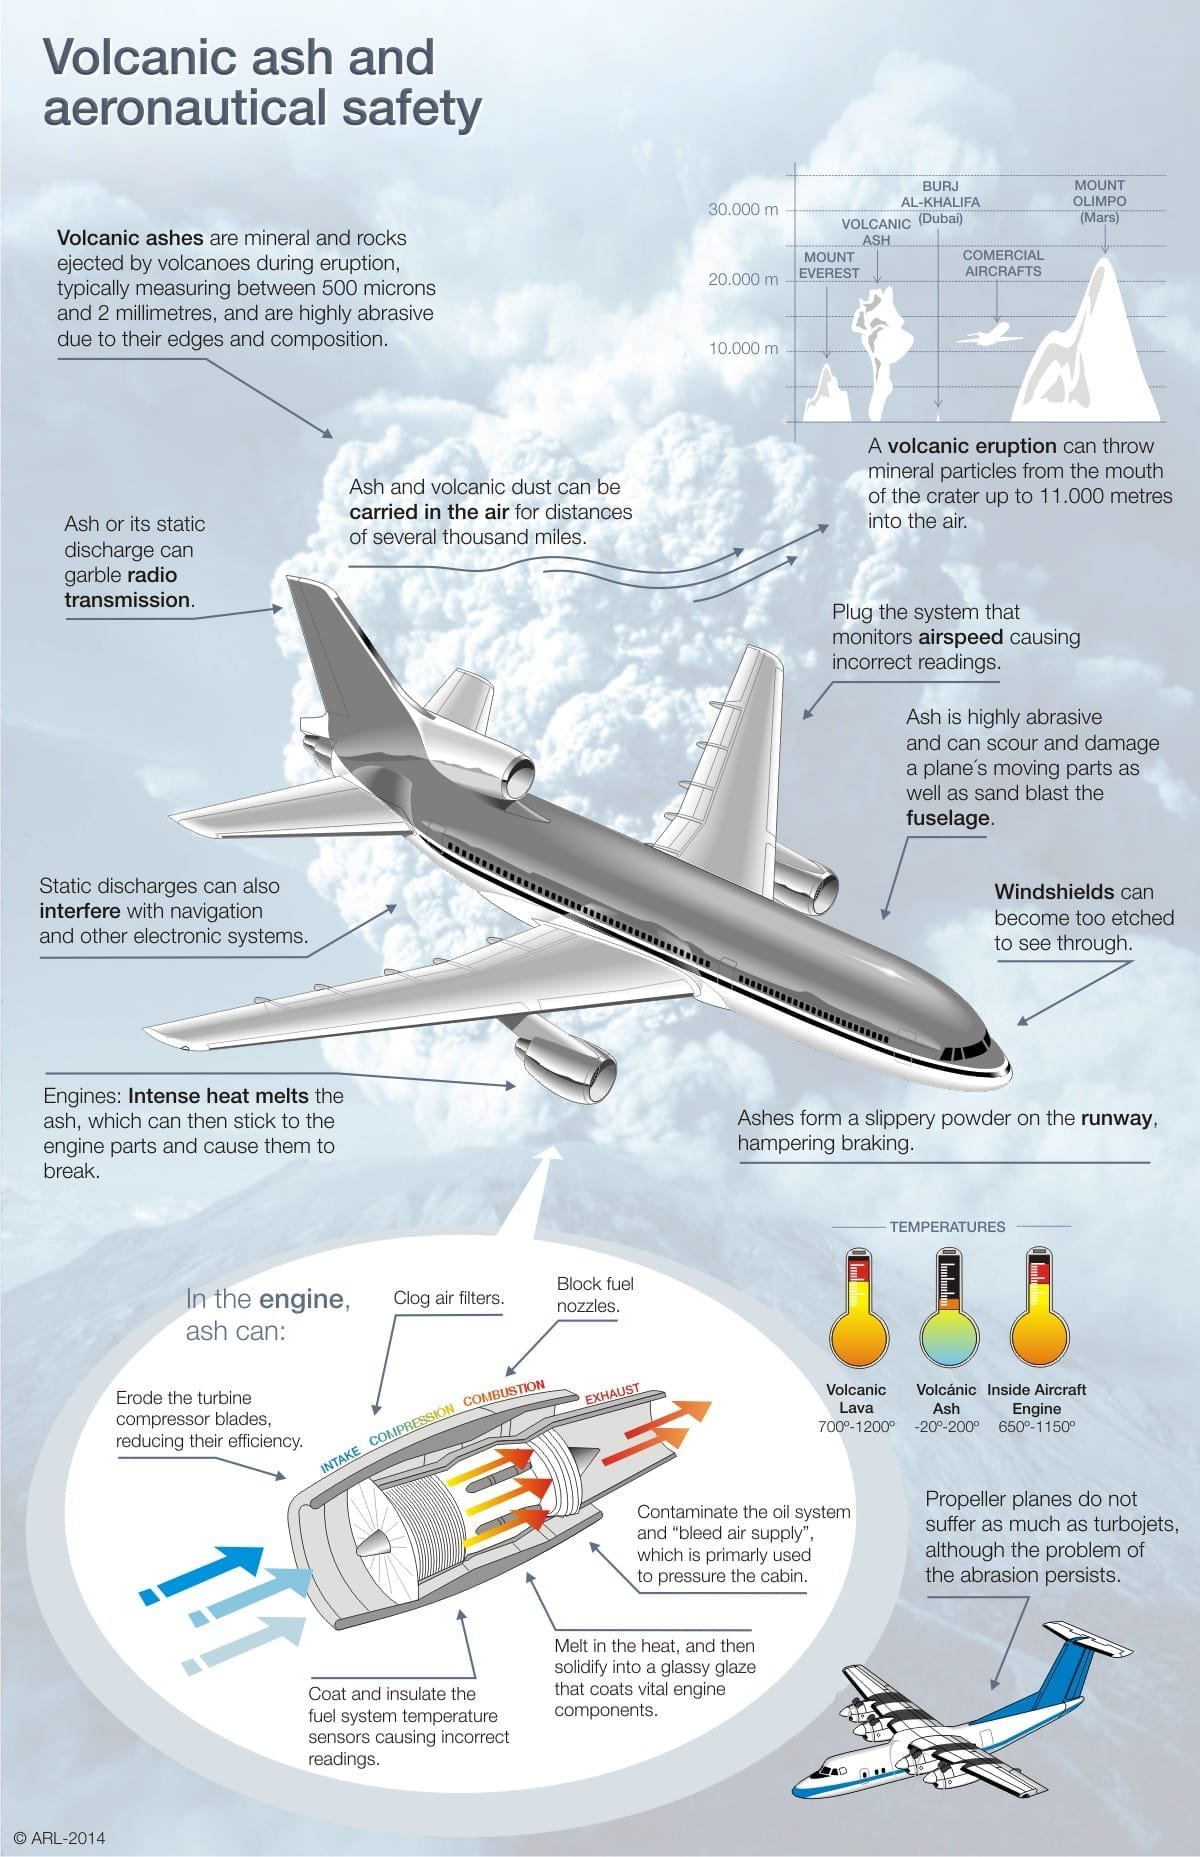 Volcanic ash and
aeronautical safety
Volcanic ashes are mineral and rocks
ejected by volcanoes during eruption,
typically measuring between 500 microns
and 2 millimetres, and are highly abrasive
due to their edges and composition.
30.000 m
20.000 m
10.000 m
MOUNT
EVEREST
VOLCANIC
ASH
BURJ
AL-KHALIFA
(Dubai)
COMERCIAL
AIRCRAFTS
MOUNT
OLIMPO
(Mars)
A volcanic eruption can throw
mineral particles from the mouth
of the crater up to 11.000 metres
into the air.
Ash and volcanic dust can be
carried in the air for distances
of several thousand miles.
Ash or its static
discharge can
garble radio
transmission.
Plug the system that
monitors airspeed causing
incorrect readings.
Ash is highly abrasive
and can scour and damage
a plane´s moving parts as
well as sand blast the
fuselage.
Static discharges can also
interfere with navigation
and other electronic systems.
Windshields can
become too etched
to see through.
Engines: Intense heat melts the
ash, which can then stick to the
engine parts and cause them to
break.
Ashes form a slippery powder on the runway,
hampering braking.
In the engine,
ash can:
Clog air filters.
Block fuel
nozzles.
Erode the turbine
compressor blades,
reducing their efficiency.
INTAKE
COMPRESSIÓN
COMBUSTION
EXHAUST
Contaminate the oil system
and “bleed air supply”,
which is primarly used
to pressure the cabin.
Melt in the heat, and then
solidify into a glassy glaze
that coats vital engine
components.
Coat and insulate the
fuel system temperature
sensors causing incorrect
readings.
TEMPERATURES
Volcanic
Lava
700º-1200º
Volcánic
Ash
-20º-200º
Inside Aircraft
Engine
650º-1150º
Propeller planes do not
suffer as much as turbojets,
although the problem of
the abrasion persists.
© ARL-2014